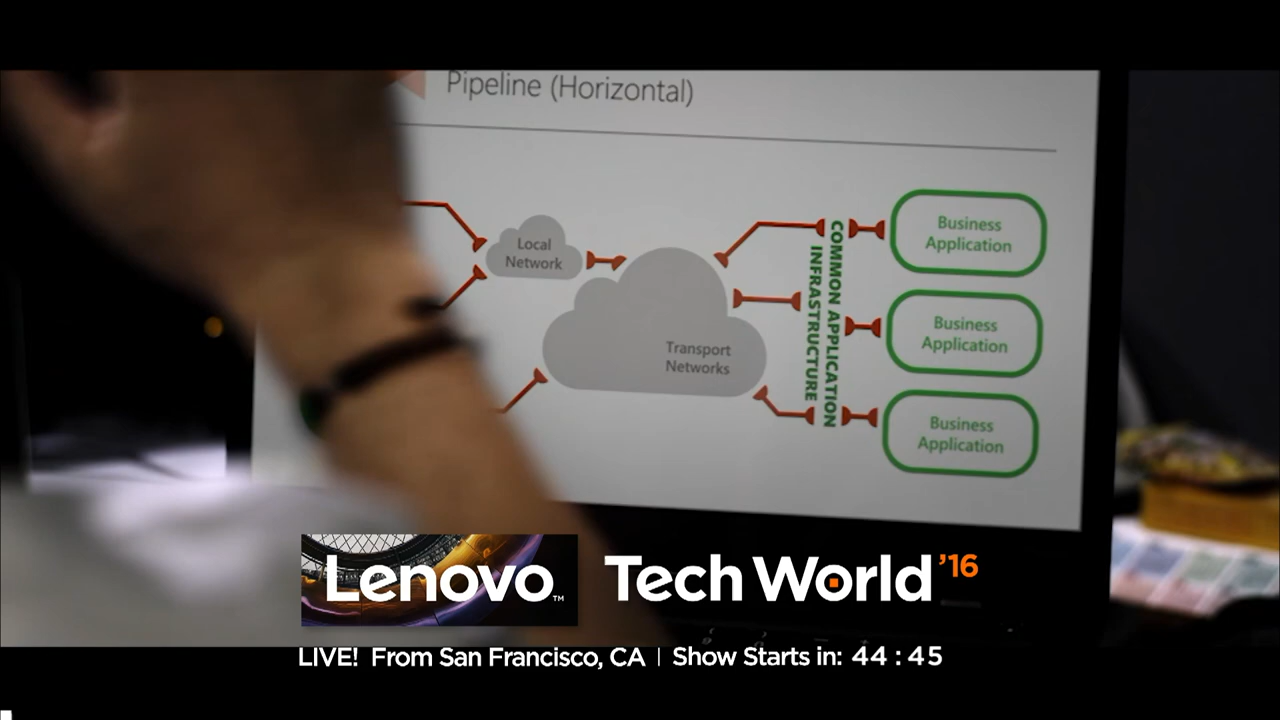 Pipeline (Horizontal)
Local
Network
Transport
Networks
COMMON APPLICATION
INFRASTRUCTURE
Business
Application
Business
Application
Business
Application
Lenovo™
Tech World '16
LIVE! From San Francisco, CA | Show Starts in: 44:45